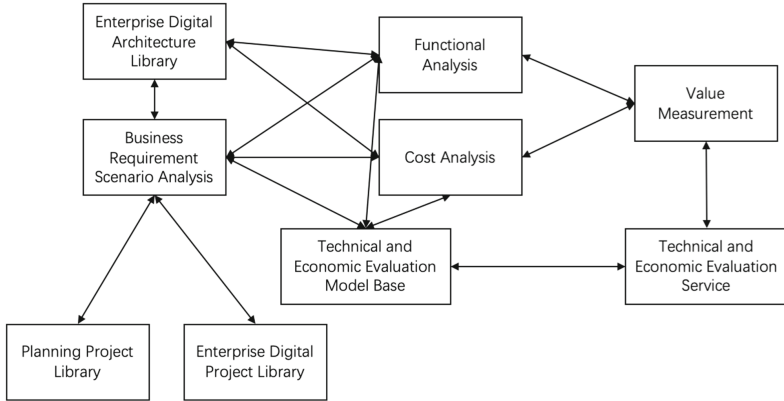 Enterprise Digital
Architecture
Library
Functional
Analysis
Value
Measurement
Business
Requirement
Scenario Analysis
Cost Analysis
Technical and
Economic Evaluation
Model Base
Technical and
Economic Evaluation
Service
Planning Project
Library
Enterprise Digital
Project Library